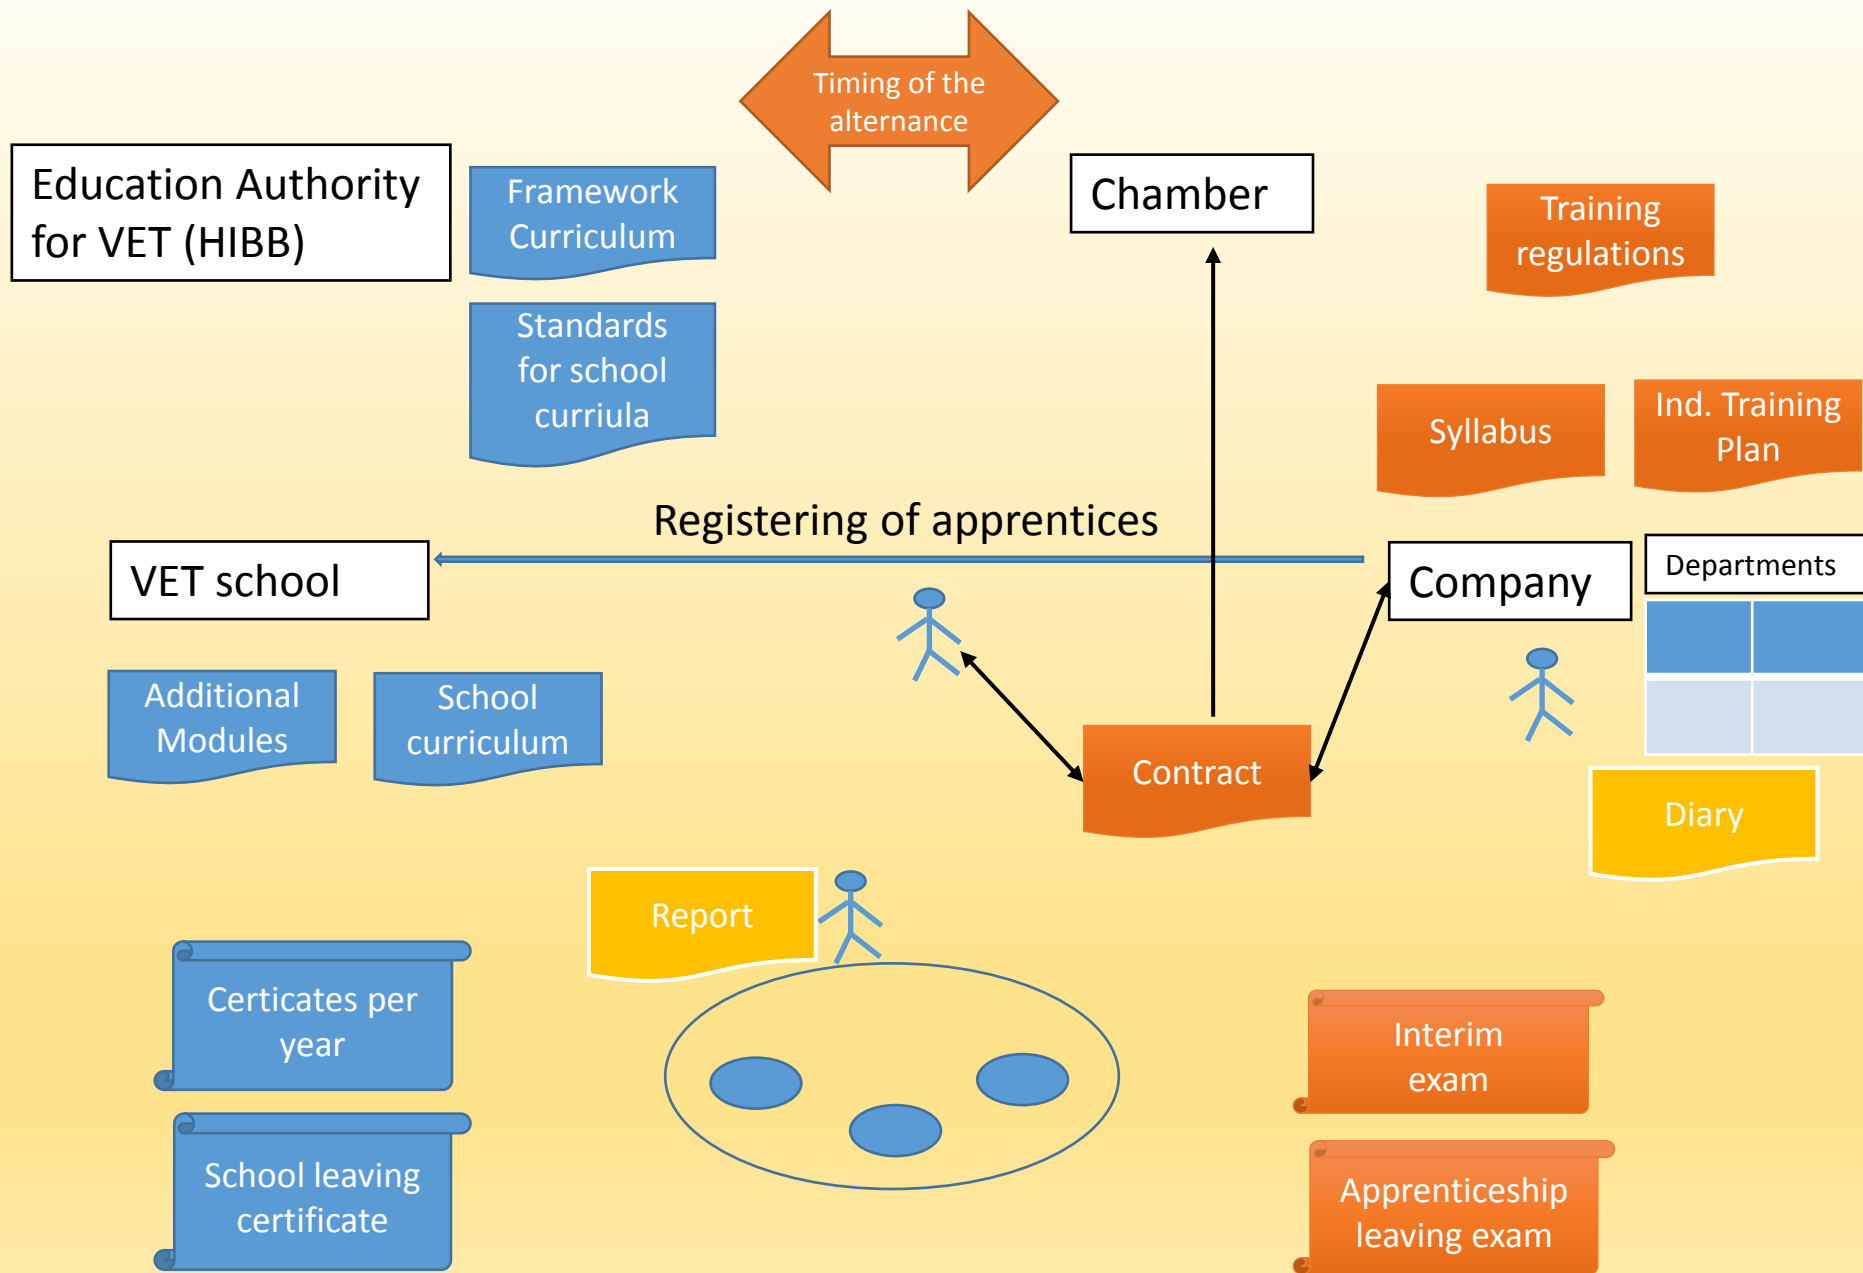 Timing of the
alternance
Education Authority
for VET (HIBB)
Framework
Curriculum
Chamber
Training
regulations
Standards
for school
curriula
Syllabus
Ind. Training
Plan
Registering of apprentices
VET school
Company
Departments
Additional
Modules
School
curriculum
Contract
Diary
Report
Certicates per
year
Interim
exam
School leaving
certificate
Apprenticeship
leaving exam